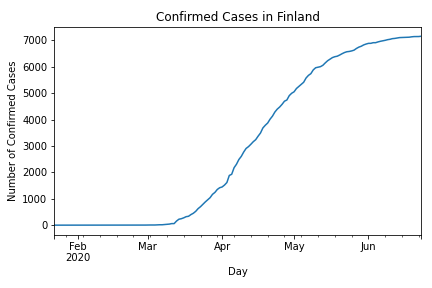 Confirmed Cases in Finland
Number of Confirmed Cases
7000
6000
5000
4000
3000
2000
1000
0
Feb Mar Apr May Jun
2020
Day